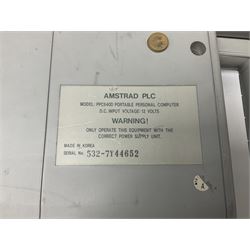 AMSTRAD PLC
MODEL: PPC640D PORTABLE PERSONAL COMPUTER
D.C. INPUT VOLTAGE: 12 VOLTS
WARNING!
ONLY OPERATE THIS EQUIPMENT WITH THE
CORRECT POWER SUPPLY UNIT.
MADE IN KOREA
SERIAL No. 532-7Y44652